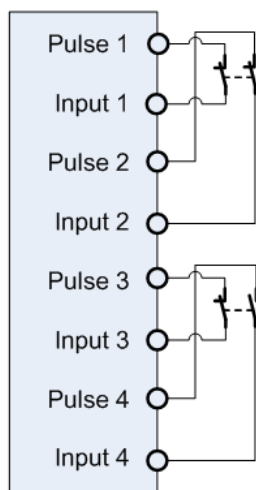 Pulse 1
Input 1
Pulse 2
Input 2
Pulse 3
Input 3
Pulse 4
Input 4